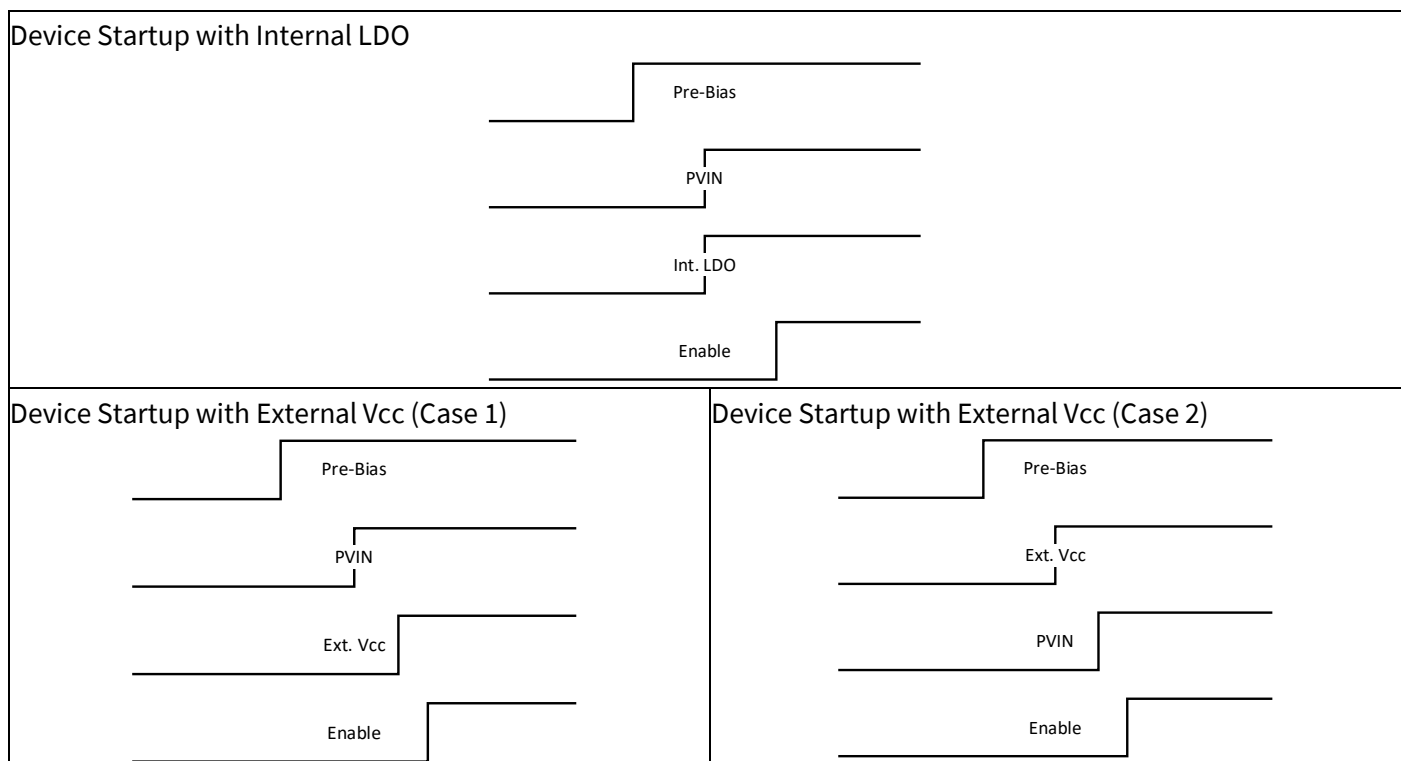 Device Startup with Internal LDO
Pre-Bias
PVIN
Int. LDO
Enable
Device Startup with External Vcc (Case 1)
Pre-Bias
PVIN
Ext. Vcc
Enable
Device Startup with External Vcc (Case 2)
Pre-Bias
Ext. Vcc
PVIN
Enable